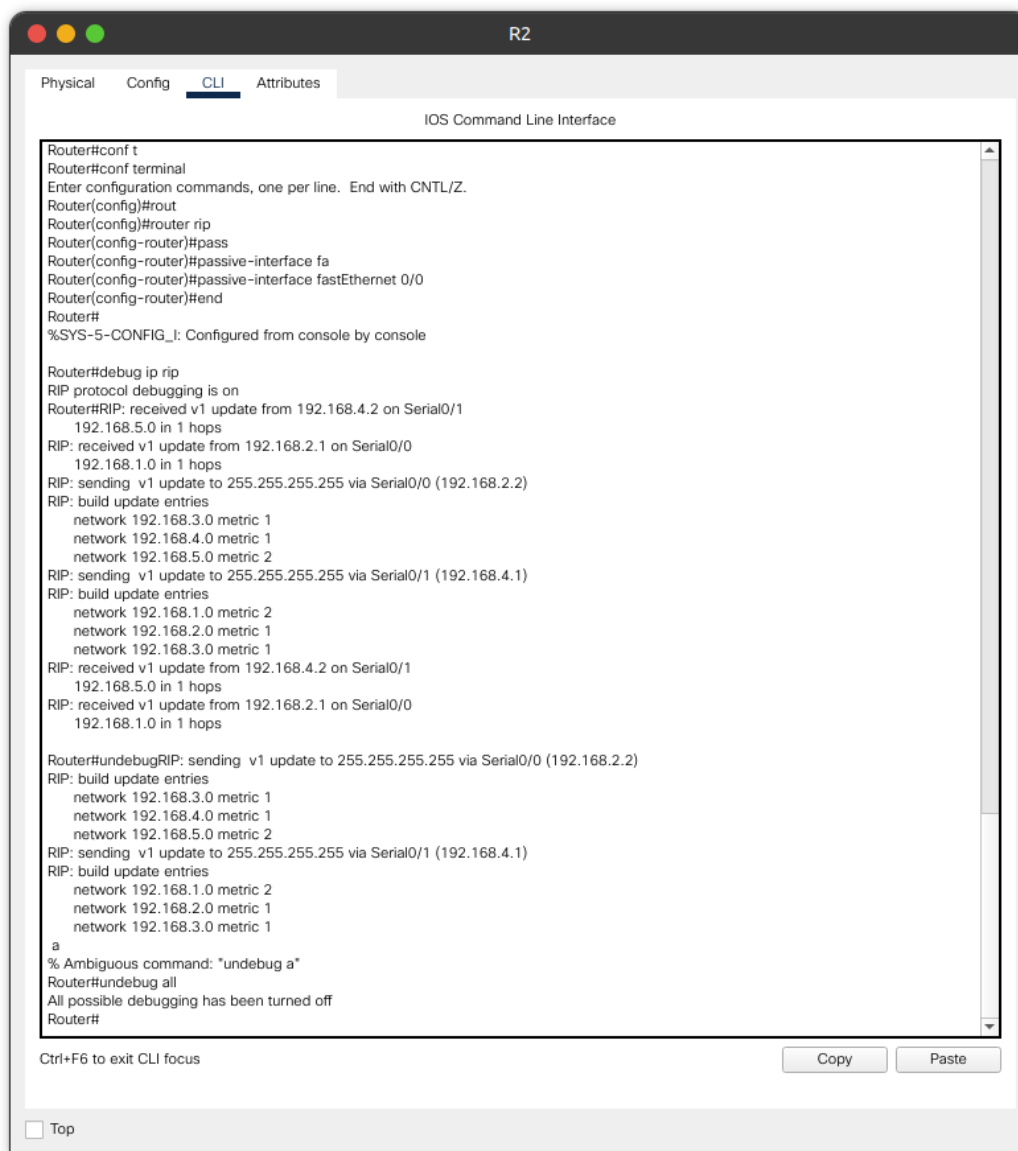 R2
Physical Config CLI Attributes
IOS Command Line Interface
Router#conf t
Router#conf terminal
Enter configuration commands, one per line.  End with CNTL/Z.
Router(config)#rout
Router(config)#router rip
Router(config-router)#pass
Router(config-router)#passive-interface fa
Router(config-router)#passive-interface fastEthernet 0/0
Router(config-router)#end
Router#
%SYS-5-CONFIG_I: Configured from console by console

Router#debug ip rip
RIP protocol debugging is on
Router#RIP: received v1 update from 192.168.4.2 on Serial0/1
192.168.5.0 in 1 hops
RIP: received v1 update from 192.168.2.1 on Serial0/0
192.168.1.0 in 1 hops
RIP: sending  v1 update to 255.255.255.255 via Serial0/0 (192.168.2.2)
RIP: build update entries
network 192.168.3.0 metric 1
network 192.168.4.0 metric 1
network 192.168.5.0 metric 2
RIP: sending  v1 update to 255.255.255.255 via Serial0/1 (192.168.4.1)
RIP: build update entries
network 192.168.1.0 metric 2
network 192.168.2.0 metric 1
network 192.168.3.0 metric 1
RIP: received v1 update from 192.168.4.2 on Serial0/1
192.168.5.0 in 1 hops
RIP: received v1 update from 192.168.2.1 on Serial0/0
192.168.1.0 in 1 hops

Router#undebugRIP: sending  v1 update to 255.255.255.255 via Serial0/0 (192.168.2.2)
RIP: build update entries
network 192.168.3.0 metric 1
network 192.168.4.0 metric 1
network 192.168.5.0 metric 2
RIP: sending  v1 update to 255.255.255.255 via Serial0/1 (192.168.4.1)
RIP: build update entries
network 192.168.1.0 metric 2
network 192.168.2.0 metric 1
network 192.168.3.0 metric 1
a
% Ambiguous command: "undebug a"
Router#undebug all
All possible debugging has been turned off
Router#
Ctrl+F6 to exit CLI focus
Copy Paste
Top